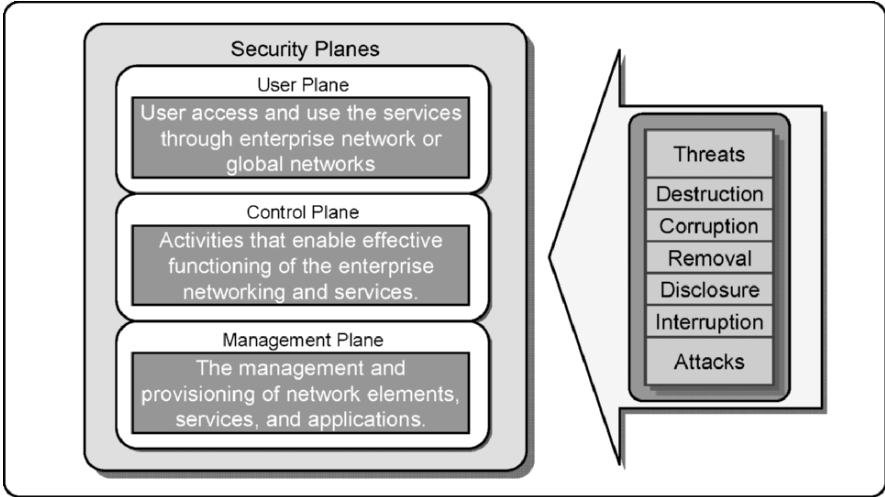 Security Planes
User Plane
User access and use the services
through enterprise network or
global networks
Control Plane
Activities that enable effective
functioning of the enterprise
networking and services.
Management Plane
The management and
provisioning of network elements,
services, and applications.
Threats
Destruction
Corruption
Removal
Disclosure
Interruption
Attacks